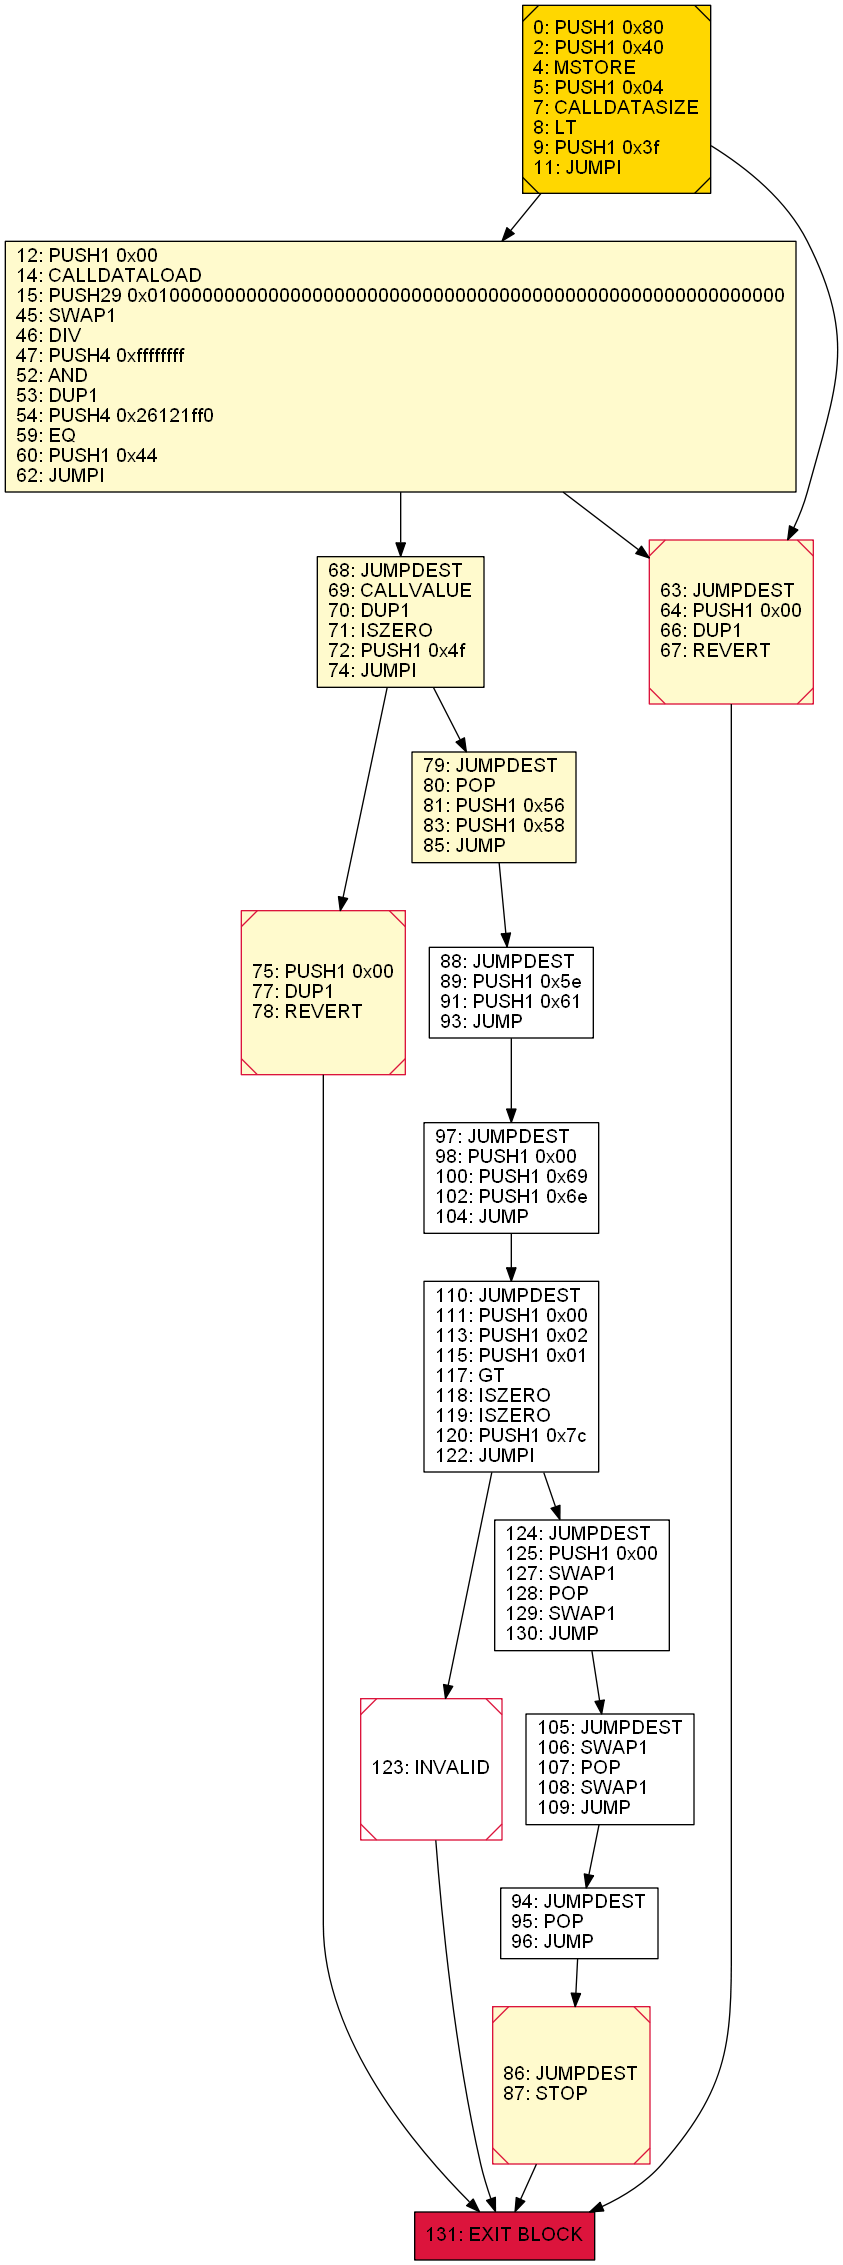 0: PUSH1 0x80
2: PUSH1 0x40
4: MSTORE
5: PUSH1 0x04
7: CALLDATASIZE
8: LT
9: PUSH1 0x3f
11: JUMPI
12: PUSH1 0x00
14: CALLDATALOAD
15: PUSH29 0x0100000000000000000000000000000000000000000000000000000000
45: SWAP1
46: DIV
47: PUSH4 0xffffffff
52: AND
53: DUP1
54: PUSH4 0x26121ff0
59: EQ
60: PUSH1 0x44
62: JUMPI
68: JUMPDEST
69: CALLVALUE
70: DUP1
71: ISZERO
72: PUSH1 0x4f
74: JUMPI
63: JUMPDEST
64: PUSH1 0x00
66: DUP1
67: REVERT
79: JUMPDEST
80: POP
81: PUSH1 0x56
83: PUSH1 0x58
85: JUMP
75: PUSH1 0x00
77: DUP1
78: REVERT
88: JUMPDEST
89: PUSH1 0x5e
91: PUSH1 0x61
93: JUMP
97: JUMPDEST
98: PUSH1 0x00
100: PUSH1 0x69
102: PUSH1 0x6e
104: JUMP
110: JUMPDEST
111: PUSH1 0x00
113: PUSH1 0x02
115: PUSH1 0x01
117: GT
118: ISZERO
119: ISZERO
120: PUSH1 0x7c
122: JUMPI
124: JUMPDEST
125: PUSH1 0x00
127: SWAP1
128: POP
129: SWAP1
130: JUMP
123: INVALID
105: JUMPDEST
106: SWAP1
107: POP
108: SWAP1
109: JUMP
94: JUMPDEST
95: POP
96: JUMP
86: JUMPDEST
87: STOP
131: EXIT BLOCK